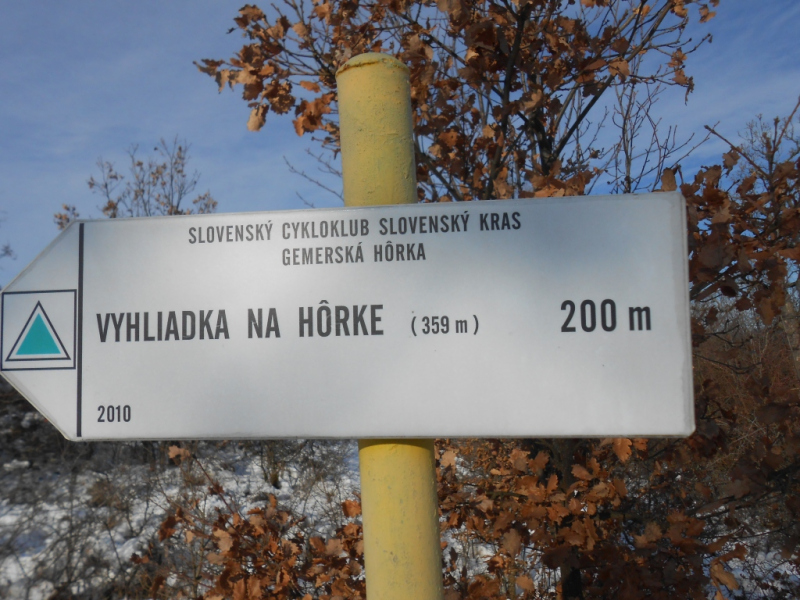 SLOVENSKÝ CYKLOKLUB SLOVENSKÝ KRAS
GEMERSKÁ HÔRKA
VYHLIADKA NA HÔRKE (359 m) 200 m
2010